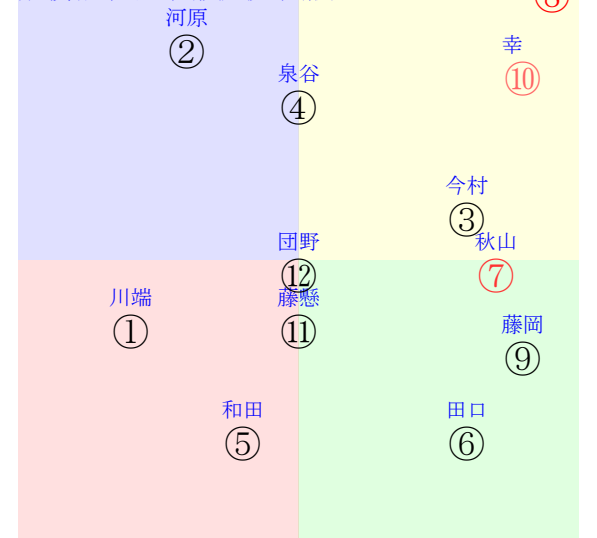 ⑧
河原
②
幸
⑩
泉谷
④
今村
③
秋山
⑦
団野
⑫
川端
①
藤懸
⑪
藤岡
⑨
和田
⑤
田口
⑥